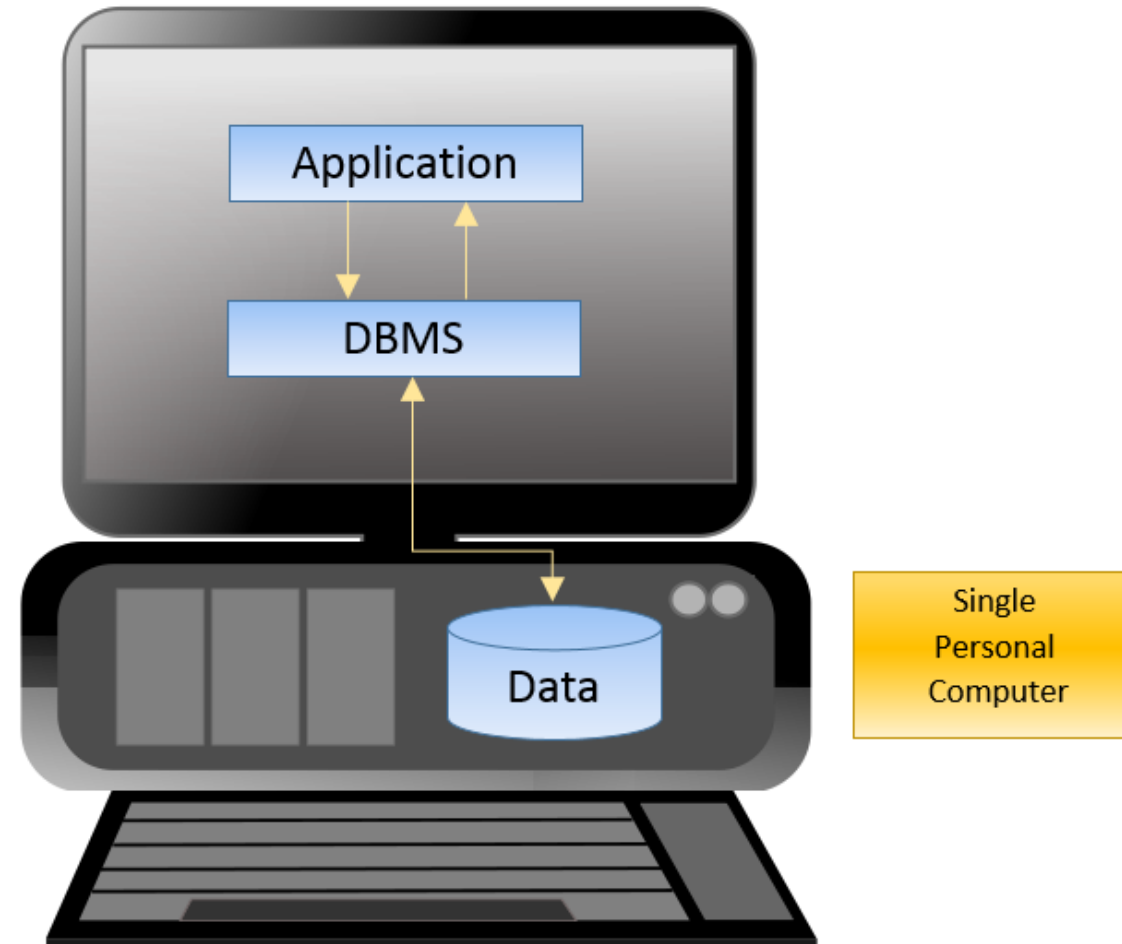 Application
DBMS
Data
Single
Personal
Computer